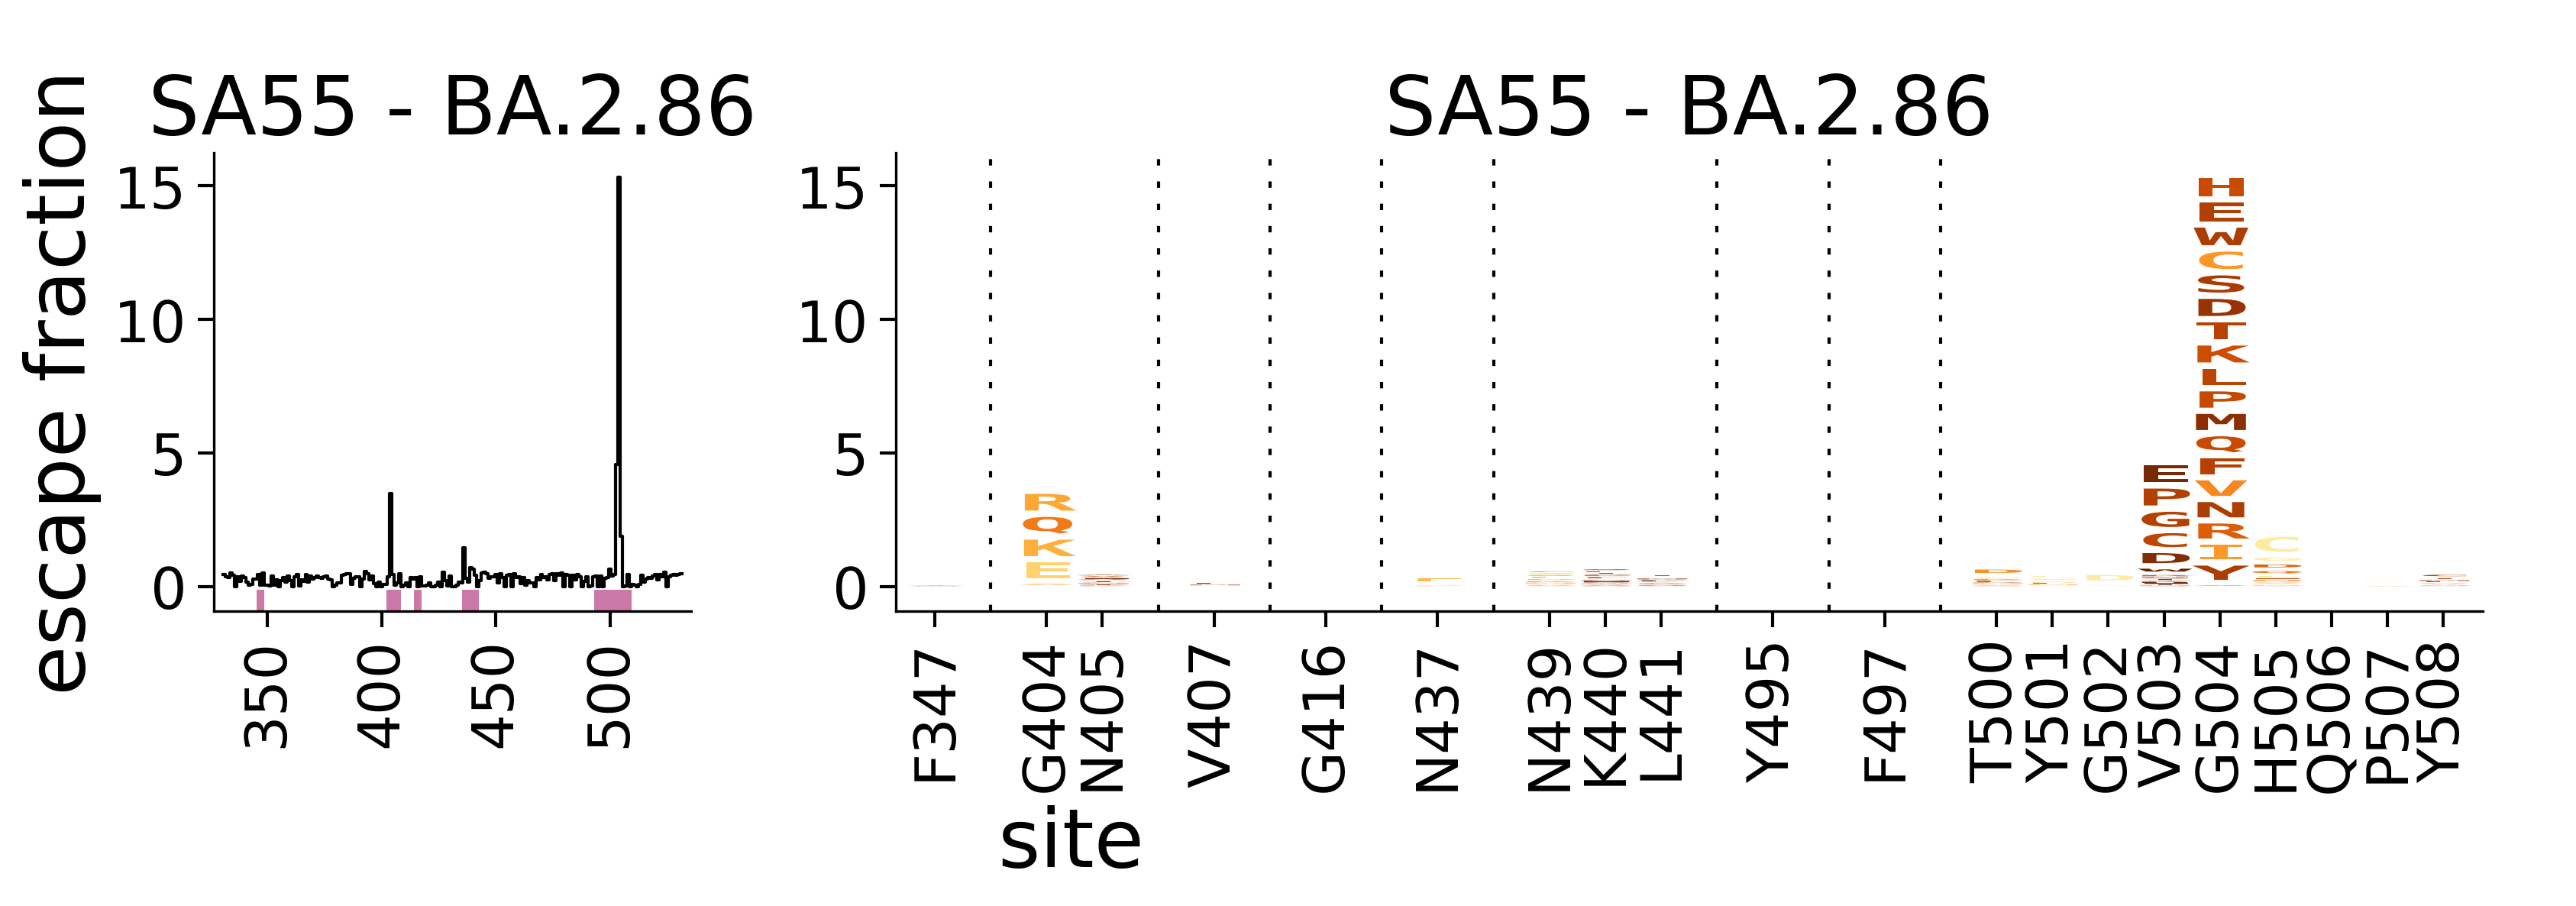 SA55 - BA.2.86
SA55 - BA.2.86
escape fraction
15
10
5
0
350
400
450
500
15
10
5
0
F347
G404
N405
V407
G416
N437
N439
K440
L441
Y495
F497
T500
Y501
G502
V503
G504
H505
Q506
P507
Y508
site
R
Q
K
E
E
P
G
C
D
H
E
W
C
S
D
T
K
L
P
M
Q
F
V
N
R
I
Y
C
D